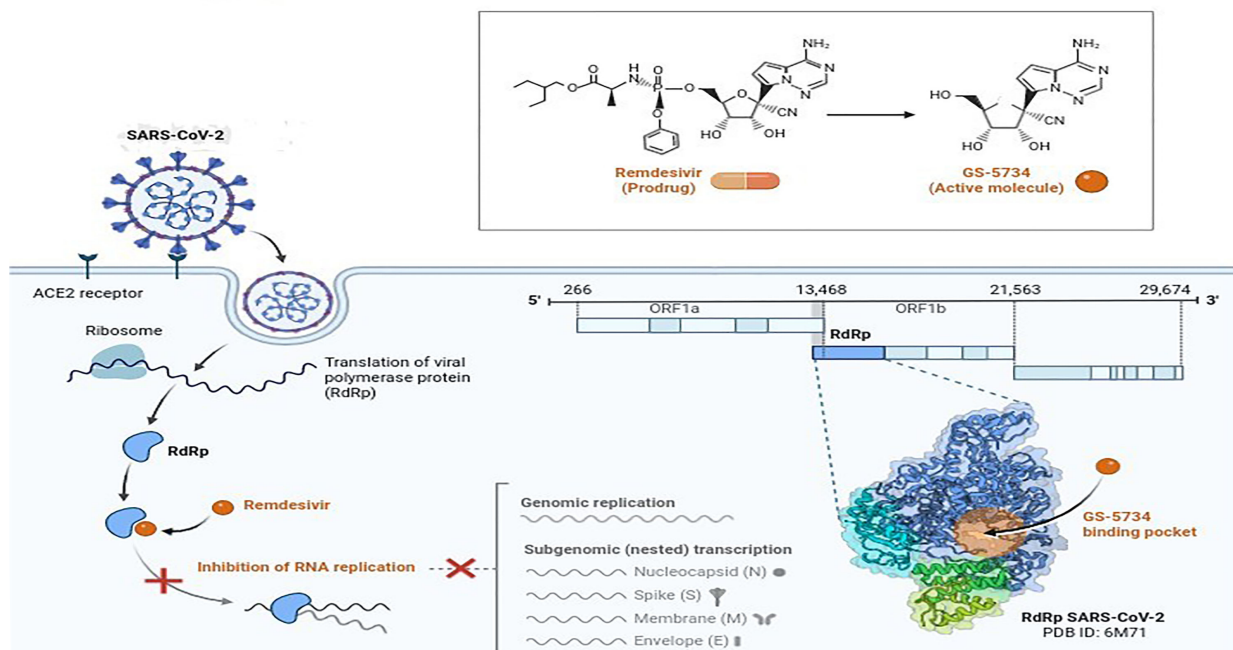 NH₂
N
N
N
H
N
O
O
O
P
O
O
O
CN
HO
OH
Remdesivir
(Prodrug)
NH₂
N
N
N
HO
CN
HO
OH
GS-5734
(Active molecule)
SARS-CoV-2
ACE2 receptor
Ribosome
Translation of viral
polymerase protein
(RdRp)
RdRp
Remdesivir
Inhibition of RNA replication
5' 266 13,468 21,563 29,674 3'
ORF1a ORF1b
RdRp
Genomic replication
Subgenomic (nested) transcription
Nucleocapsid (N)
Spike (S)
Membrane (M)
Envelope (E)
GS-5734
binding pocket
RdRp SARS-CoV-2
PDB ID: 6M71